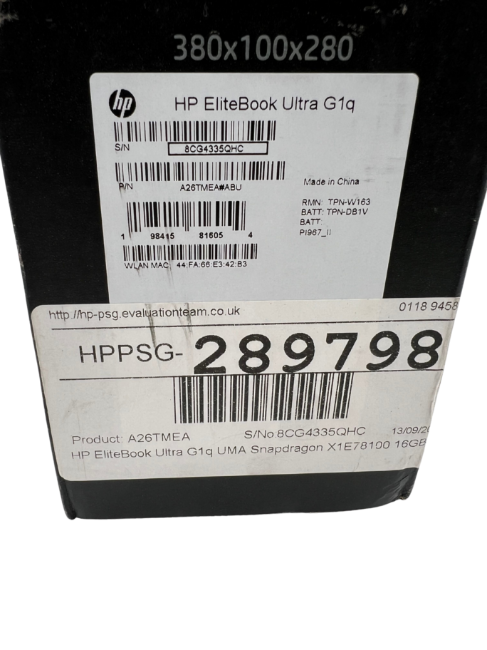 380x100x280
hp HP EliteBook Ultra G1q
S/N 8CG4335QHC
P/N A26TMEA#ABU
Made in China
RMN: TPN-W163
BATT: TPN-DB1V
BATT:
PI967_II
1 98415 81605 4
WLAN MAC: 44:FA:66:E3:42:B3
http://hp-psg.evaluationteam.co.uk 0118 9458
HPPSG-289798
Product: A26TMEA S/No 8CG4335QHC 13/09/20
HP EliteBook Ultra G1q UMA Snapdragon X1E78100 16GB